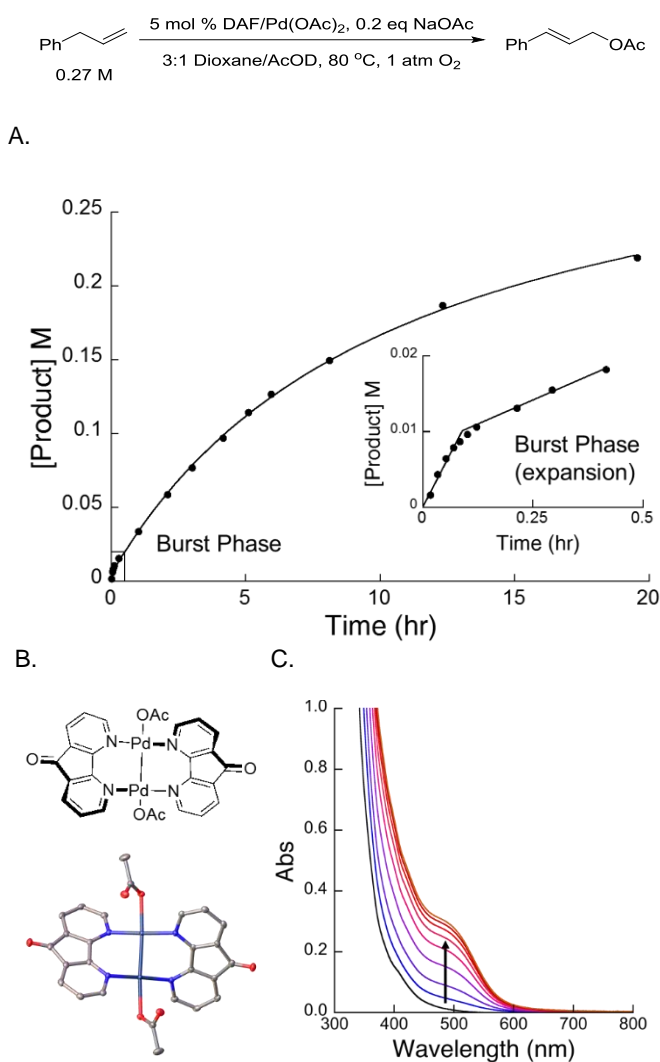 5 mol % DAF/Pd(OAc)₂, 0.2 eq NaOAc
Ph
OAc
Ph
0.27 M
3:1 Dioxane/AcOD, 80 °C, 1 atm O₂
A.
[Product] M
0.25
0.2
0.15
0.1
0.05
0
0 5 10 15 20
Time (hr)
Burst Phase
[Product] M
0.02
0.01
0
0 0.25 0.5
Time (hr)
Burst Phase
(expansion)
B.
OAc
N Pd N
O O
N Pd N
OAc
C.
Abs
1.0
0.8
0.6
0.4
0.2
0.0
300 400 500 600 700 800
Wavelength (nm)